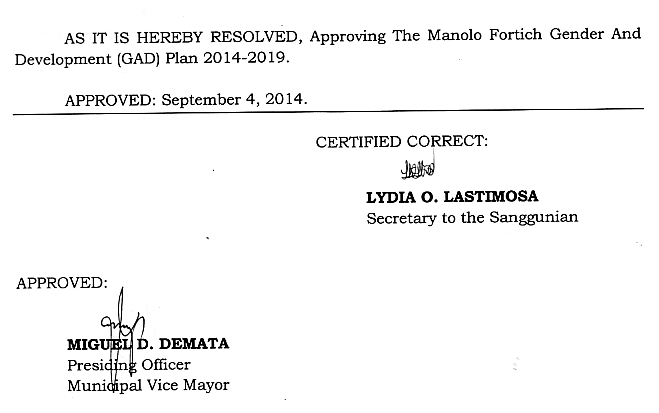 AS IT IS HEREBY RESOLVED, Approving The Manolo Fortich Gender And
Development (GAD) Plan 2014-2019.
APPROVED: September 4, 2014.
CERTIFIED CORRECT:
LYDIA O. LASTIMOSA
Secretary to the Sanggunian
APPROVED:
MIGUEL D. DEMATA
Presiding Officer
Municipal Vice Mayor